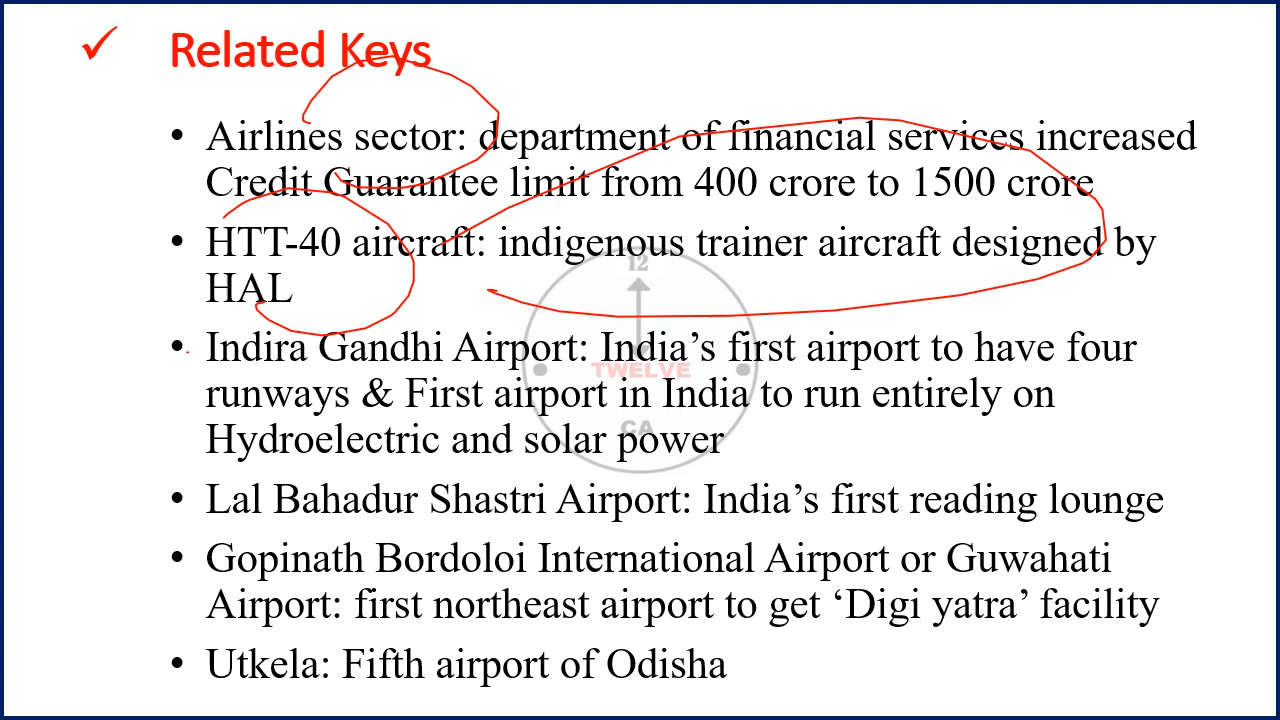 ✓ Related Keys
• Airlines sector: department of financial services increased
Credit Guarantee limit from 400 crore to 1500 crore
• HTT-40 aircraft: indigenous trainer aircraft designed by
HAL
12
• Indira Gandhi Airport: India’s first airport to have four
TWELVE
runways & First airport in India to run entirely on
CA
Hydroelectric and solar power
• Lal Bahadur Shastri Airport: India’s first reading lounge
• Gopinath Bordoloi International Airport or Guwahati
Airport: first northeast airport to get ‘Digi yatra’ facility
• Utkela: Fifth airport of Odisha